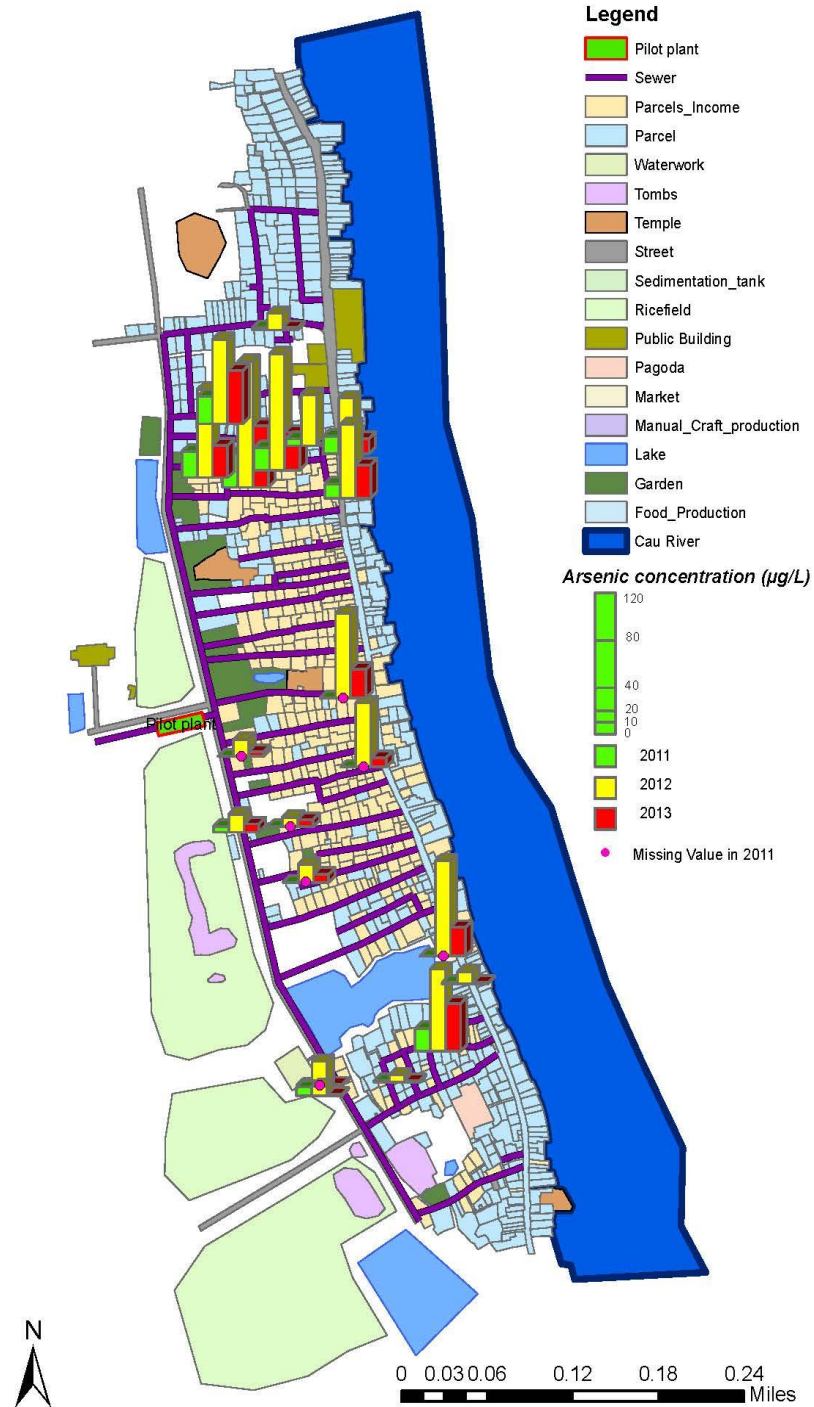 Legend
Pilot plant
Sewer
Parcels_Income
Parcel
Waterwork
Tombs
Temple
Street
Sedimentation_tank
Ricefield
Public Building
Pagoda
Market
Manual_Craft_production
Lake
Garden
Food_Production
Cau River
Arsenic concentration (µg/L)
120
80
40
20
10
0
2011
2012
2013
Missing Value in 2011
Pilot plant
N
0 0.03 0.06 0.12 0.18 0.24
Miles